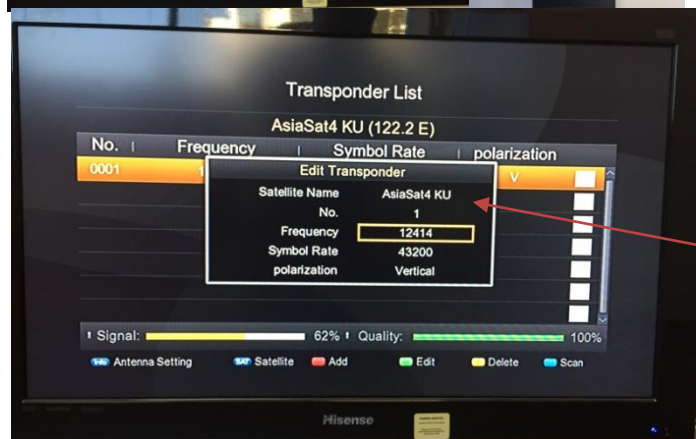 Transponder List
AsiaSat4 KU (122.2 E)
No. Frequency Symbol Rate polarization
0001 1 V
Edit Transponder
Satellite Name AsiaSat4 KU
No. 1
Frequency 12414
Symbol Rate 43200
polarization Vertical
Signal: 62% Quality: 100%
Info Antenna Setting SAT Satellite Add Edit Delete Scan
Hisense